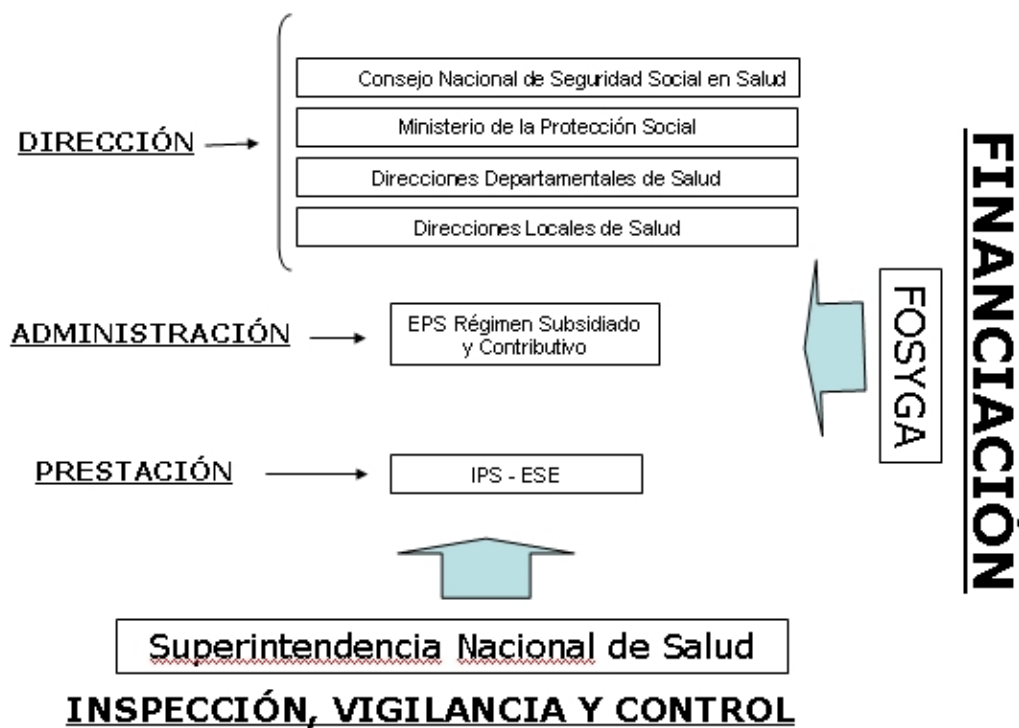 Consejo Nacional de Seguridad Social en Salud
DIRECCIÓN
Ministerio de la Protección Social
Direcciones Departamentales de Salud
Direcciones Locales de Salud
ADMINISTRACIÓN
EPS Régimen Subsidiado
y Contributivo
PRESTACIÓN
IPS - ESE
FOSYGA
FINANCIACIÓN
Superintendencia Nacional de Salud
INSPECCIÓN, VIGILANCIA Y CONTROL